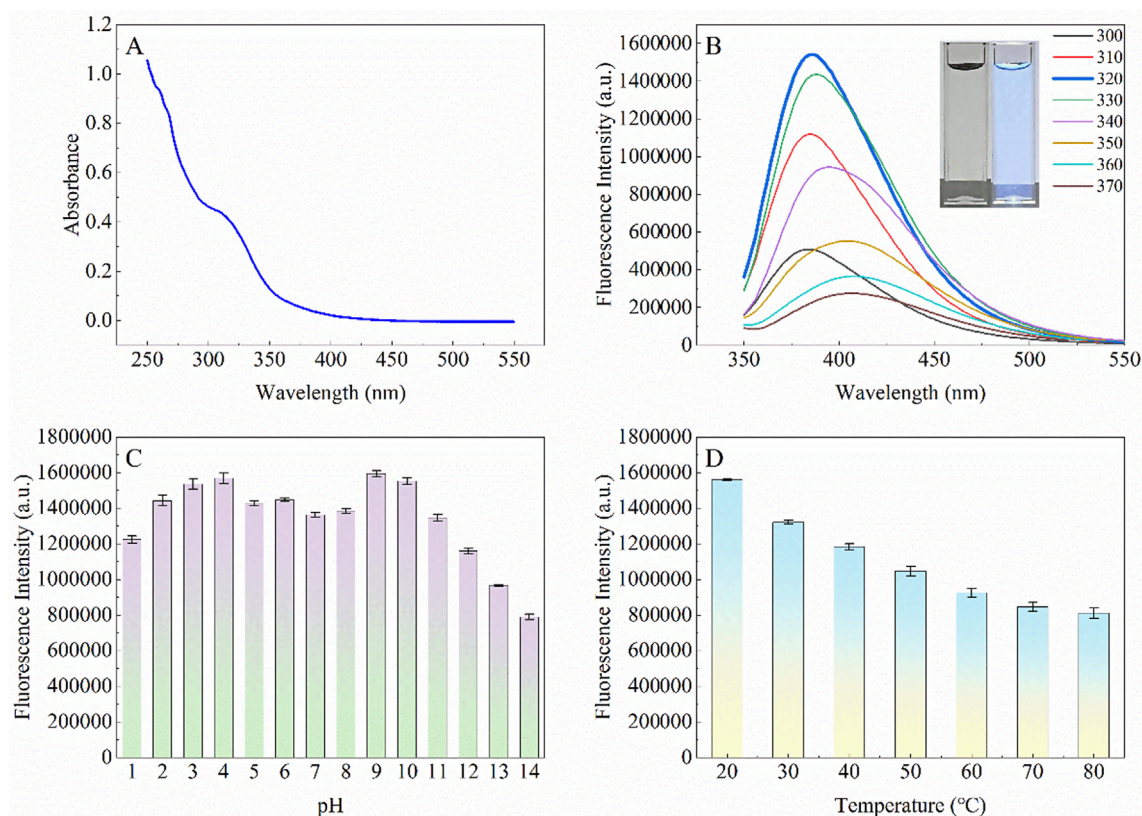 A
1.2
1.0
0.8
0.6
0.4
0.2
0.0
Absorbance
250 300 350 400 450 500 550
Wavelength (nm)
B
1600000
1400000
1200000
1000000
800000
600000
400000
200000
0
Fluorescence Intensity (a.u.)
350 400 450 500 550
Wavelength (nm)
300
310
320
330
340
350
360
370
C
1800000
1600000
1400000
1200000
1000000
800000
600000
400000
200000
0
Fluorescence Intensity (a.u.)
1 2 3 4 5 6 7 8 9 10 11 12 13 14
pH
D
1800000
1600000
1400000
1200000
1000000
800000
600000
400000
200000
0
Fluorescence Intensity (a.u.)
20 30 40 50 60 70 80
Temperature (°C)